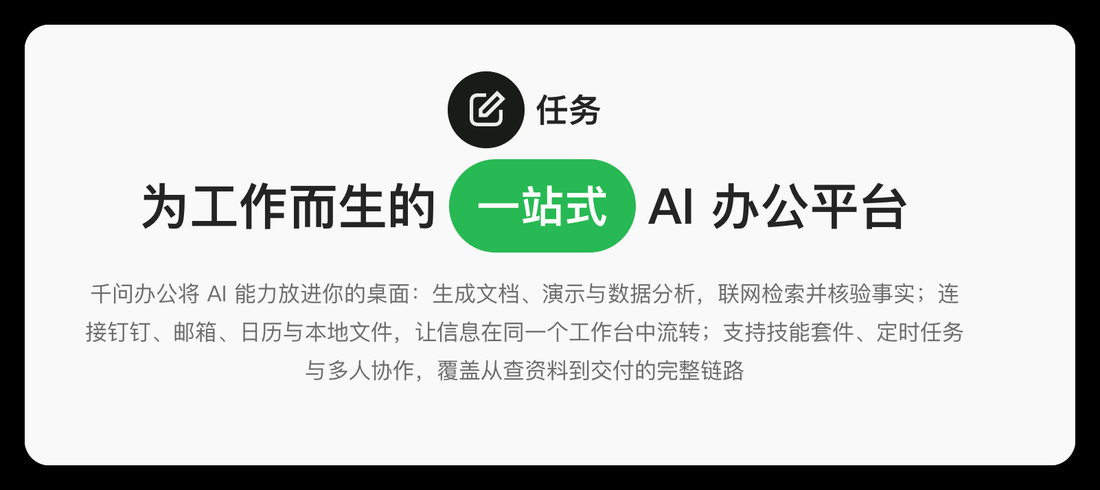 任务
为工作而生的 一站式 AI 办公平台
千问办公将 AI 能力放进你的桌面：生成文档、演示与数据分析，联网检索并核验事实；连
接钉钉、邮箱、日历与本地文件，让信息在同一个工作台中流转；支持技能套件、定时任务
与多人协作，覆盖从查资料到交付的完整链路